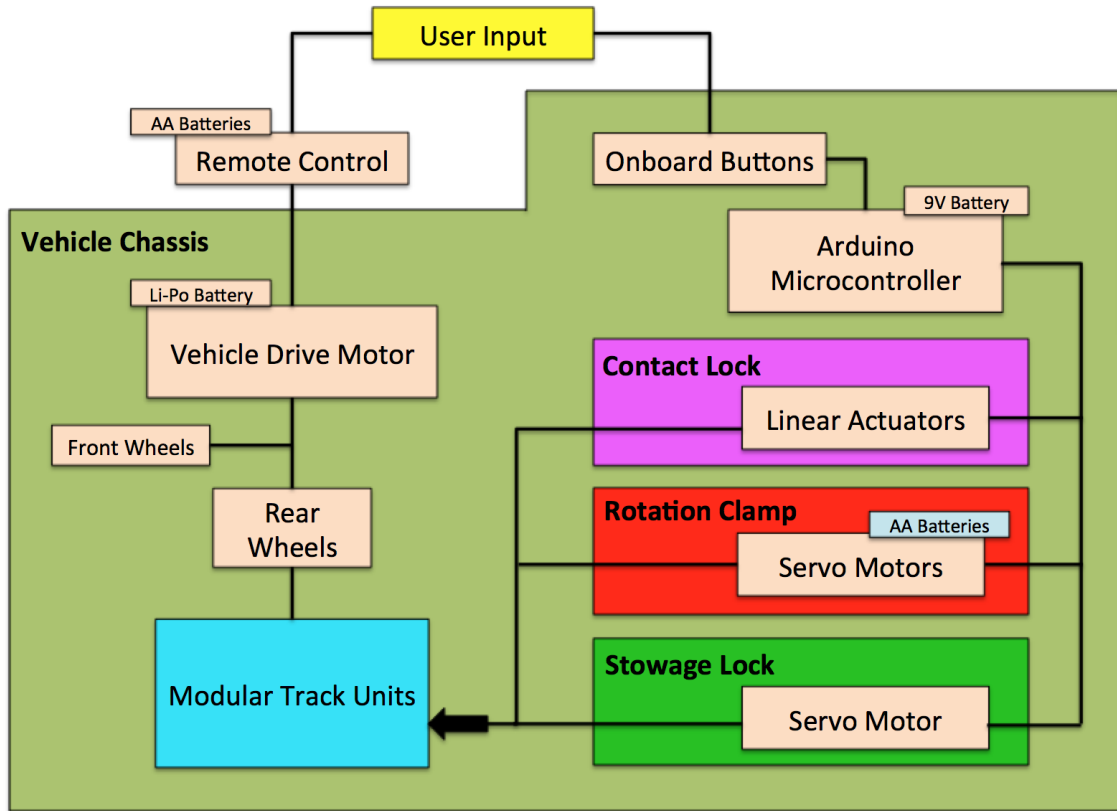 User Input
AA Batteries
Remote Control
Onboard Buttons
9V Battery
Arduino
Microcontroller
Vehicle Chassis
Li-Po Battery
Vehicle Drive Motor
Front Wheels
Rear
Wheels
Modular Track Units
Contact Lock
Linear Actuators
Rotation Clamp
AA Batteries
Servo Motors
Stowage Lock
Servo Motor